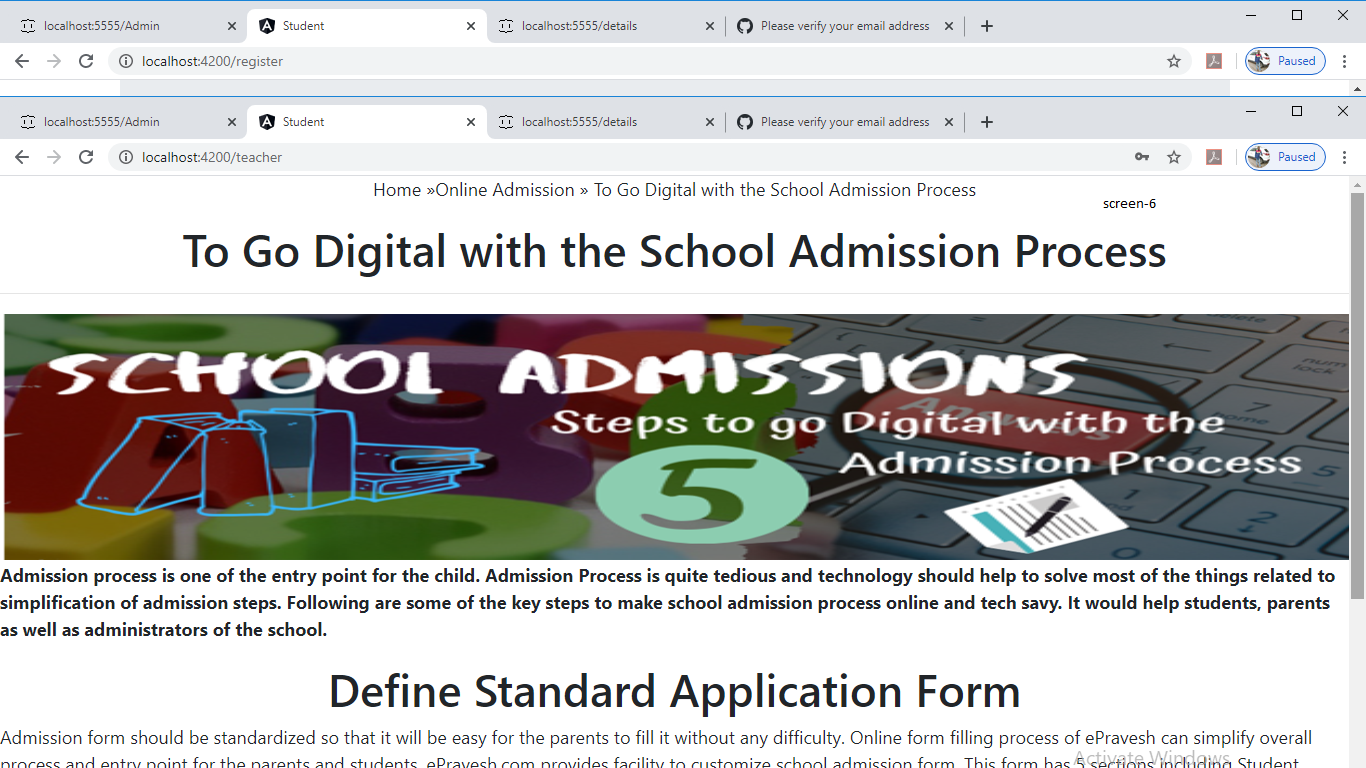 localhost:5555/Admin
Student
localhost:5555/details
Please verify your email address
localhost:4200/register
Paused
localhost:5555/Admin
Student
localhost:5555/details
Please verify your email address
localhost:4200/teacher
Paused
Home »Online Admission » To Go Digital with the School Admission Process
screen-6
To Go Digital with the School Admission Process
SCHOOL ADMISSIONS
Steps to go Digital with the
Admission Process
5
Admission process is one of the entry point for the child. Admission Process is quite tedious and technology should help to solve most of the things related to
simplification of admission steps. Following are some of the key steps to make school admission process online and tech savy. It would help students, parents
as well as administrators of the school.
Define Standard Application Form
Admission form should be standardized so that it will be easy for the parents to fill it without any difficulty. Online form filling process of ePravesh can simplify overall
process and entry point for the parents and students. ePravesh.com provides facility to customize school admission form. This form has 5 sections including Student
Activate Windows